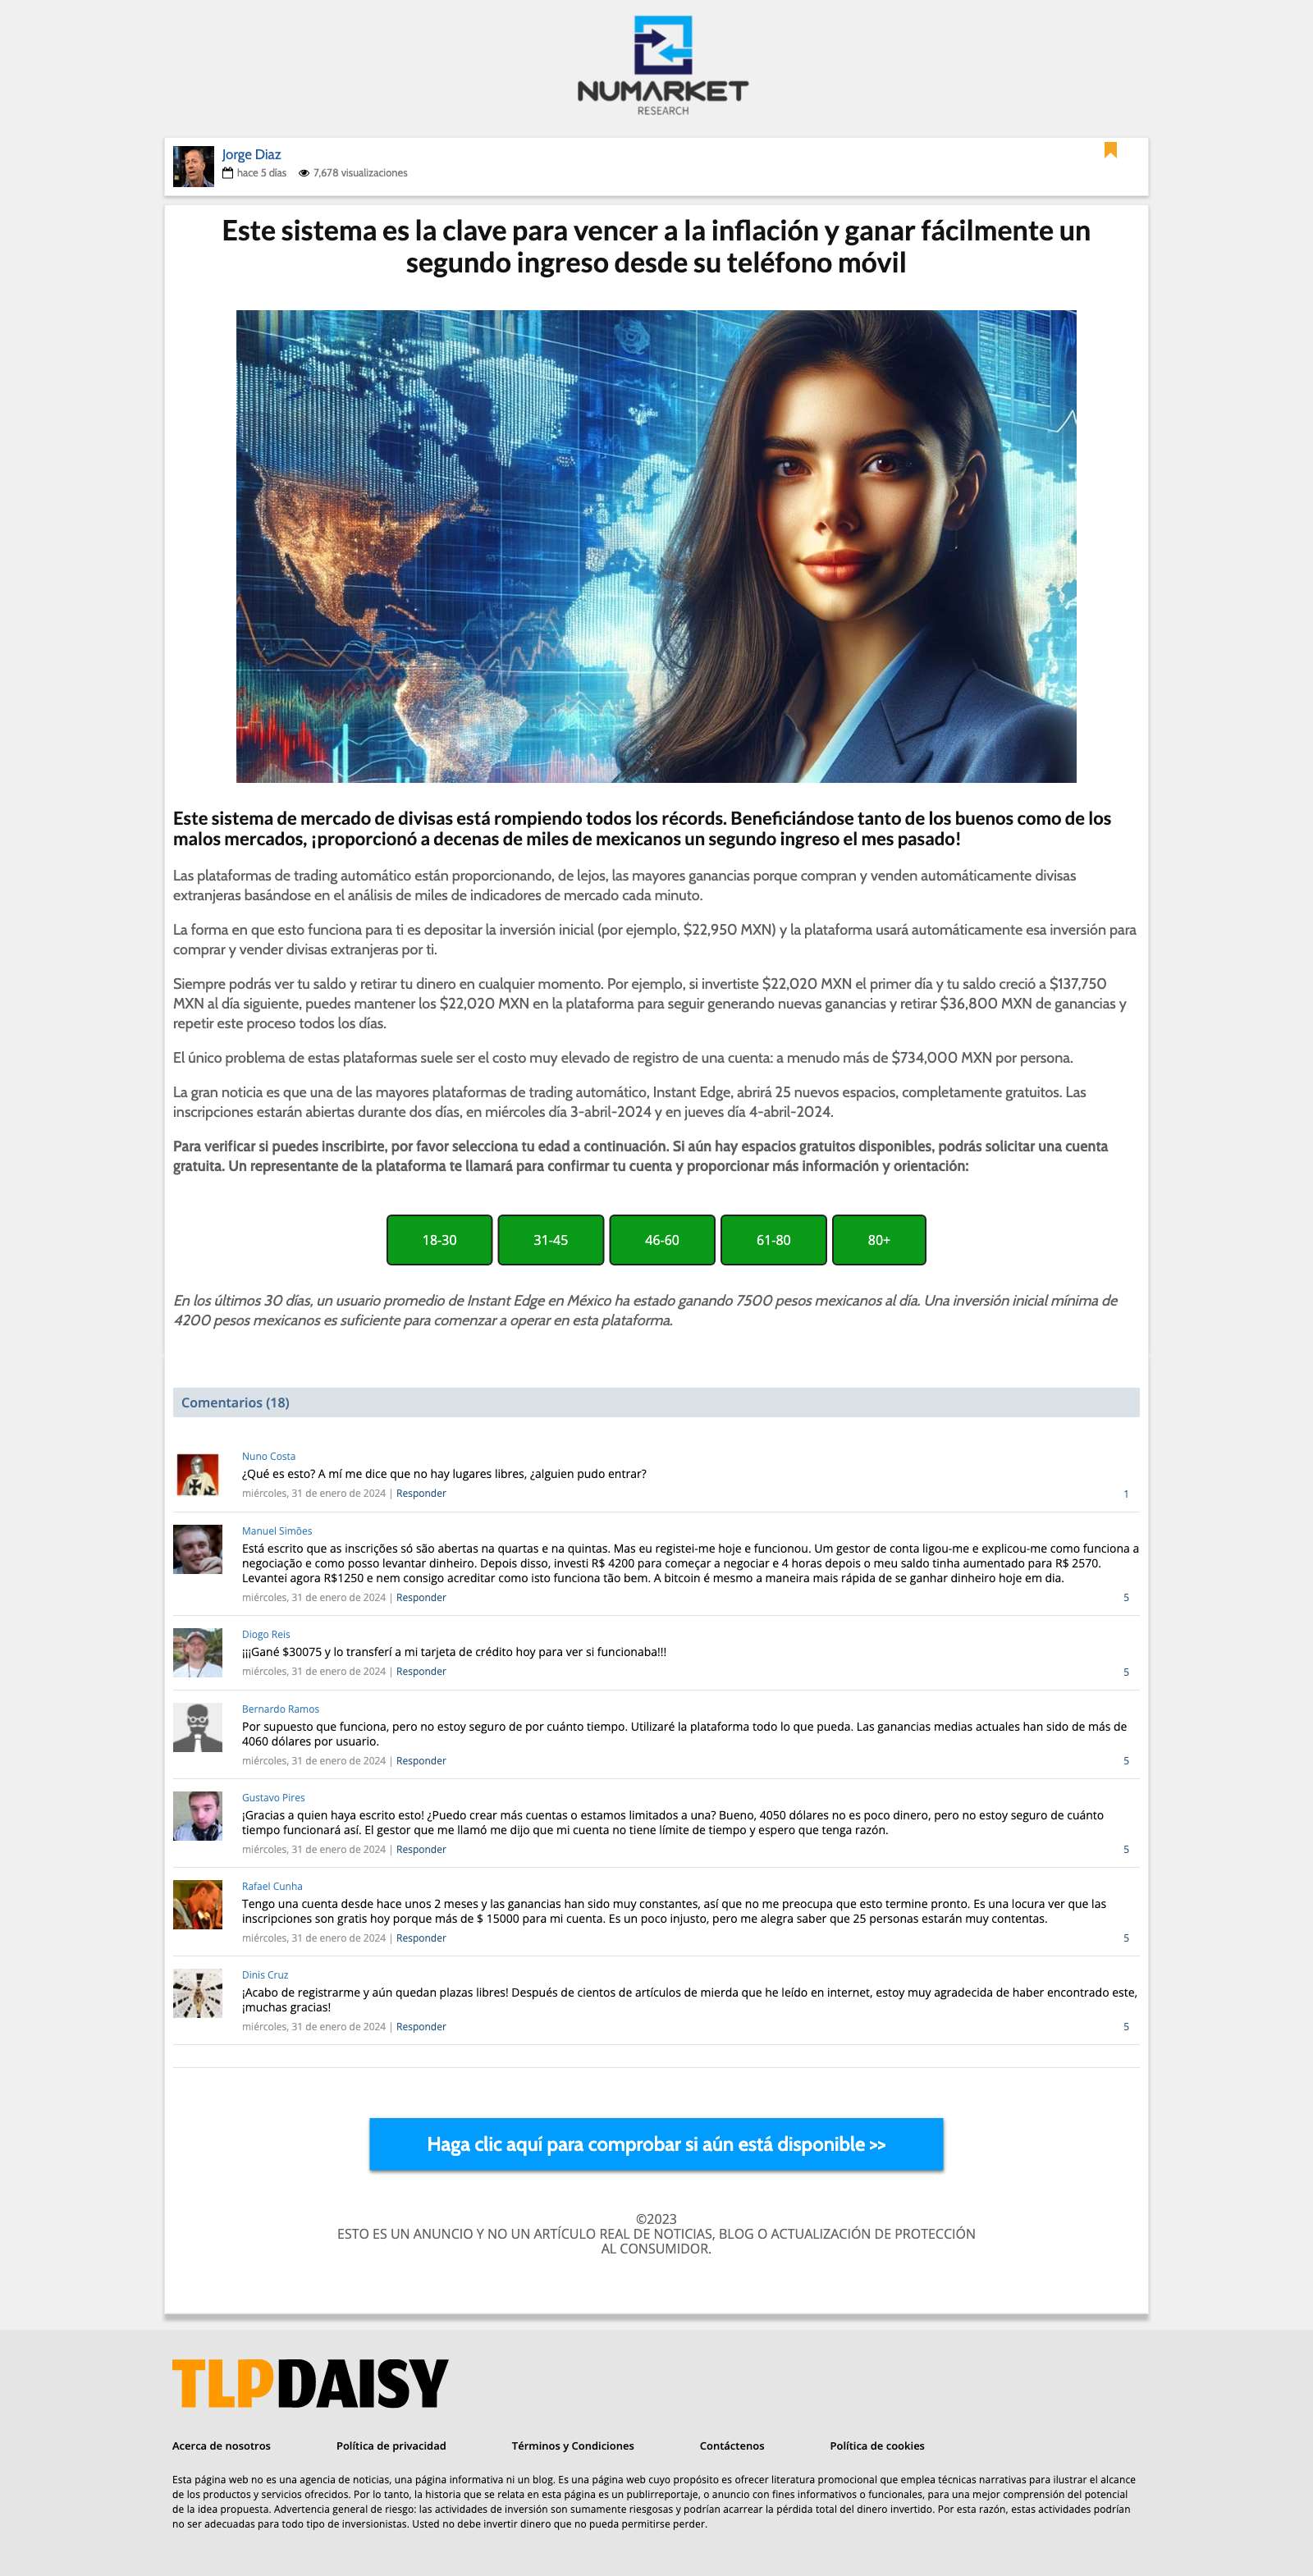 NUMARKET
RESEARCH
Jorge Diaz
hace 5 días 7,678 visualizaciones
Este sistema es la clave para vencer a la inflación y ganar fácilmente un
segundo ingreso desde su teléfono móvil
Este sistema de mercado de divisas está rompiendo todos los récords. Beneficiándose tanto de los buenos como de los
malos mercados, ¡proporcionó a decenas de miles de mexicanos un segundo ingreso el mes pasado!
Las plataformas de trading automático están proporcionando, de lejos, las mayores ganancias porque compran y venden automáticamente divisas
extranjeras basándose en el análisis de miles de indicadores de mercado cada minuto.
La forma en que esto funciona para ti es depositar la inversión inicial (por ejemplo, $22,950 MXN) y la plataforma usará automáticamente esa inversión para
comprar y vender divisas extranjeras por ti.
Siempre podrás ver tu saldo y retirar tu dinero en cualquier momento. Por ejemplo, si invertiste $22,020 MXN el primer día y tu saldo creció a $137,750
MXN al día siguiente, puedes mantener los $22,020 MXN en la plataforma para seguir generando nuevas ganancias y retirar $36,800 MXN de ganancias y
repetir este proceso todos los días.
El único problema de estas plataformas suele ser el costo muy elevado de registro de una cuenta: a menudo más de $734,000 MXN por persona.
La gran noticia es que una de las mayores plataformas de trading automático, Instant Edge, abrirá 25 nuevos espacios, completamente gratuitos. Las
inscripciones estarán abiertas durante dos días, en miércoles día 3-abril-2024 y en jueves día 4-abril-2024.
Para verificar si puedes inscribirte, por favor selecciona tu edad a continuación. Si aún hay espacios gratuitos disponibles, podrás solicitar una cuenta
gratuita. Un representante de la plataforma te llamará para confirmar tu cuenta y proporcionar más información y orientación:
18-30 31-45 46-60 61-80 80+
En los últimos 30 días, un usuario promedio de Instant Edge en México ha estado ganando 7500 pesos mexicanos al día. Una inversión inicial mínima de
4200 pesos mexicanos es suficiente para comenzar a operar en esta plataforma.
Comentarios (18)
Nuno Costa
¿Qué es esto? A mí me dice que no hay lugares libres, ¿alguien pudo entrar?
miércoles, 31 de enero de 2024 | Responder 1
Manuel Simões
Está escrito que as inscrições só são abertas na quartas e na quintas. Mas eu registei-me hoje e funcionou. Um gestor de conta ligou-me e explicou-me como funciona a
negociação e como posso levantar dinheiro. Depois disso, investi R$ 4200 para começar a negociar e 4 horas depois o meu saldo tinha aumentado para R$ 2570.
Levantei agora R$1250 e nem consigo acreditar como isto funciona tão bem. A bitcoin é mesmo a maneira mais rápida de se ganhar dinheiro hoje em dia.
miércoles, 31 de enero de 2024 | Responder 5
Diogo Reis
¡¡¡Gané $30075 y lo transferí a mi tarjeta de crédito hoy para ver si funcionaba!!!
miércoles, 31 de enero de 2024 | Responder 5
Bernardo Ramos
Por supuesto que funciona, pero no estoy seguro de por cuánto tiempo. Utilizaré la plataforma todo lo que pueda. Las ganancias medias actuales han sido de más de
4060 dólares por usuario.
miércoles, 31 de enero de 2024 | Responder 5
Gustavo Pires
¡Gracias a quien haya escrito esto! ¿Puedo crear más cuentas o estamos limitados a una? Bueno, 4050 dólares no es poco dinero, pero no estoy seguro de cuánto
tiempo funcionará así. El gestor que me llamó me dijo que mi cuenta no tiene límite de tiempo y espero que tenga razón.
miércoles, 31 de enero de 2024 | Responder 5
Rafael Cunha
Tengo una cuenta desde hace unos 2 meses y las ganancias han sido muy constantes, así que no me preocupa que esto termine pronto. Es una locura ver que las
inscripciones son gratis hoy porque más de $ 15000 para mi cuenta. Es un poco injusto, pero me alegra saber que 25 personas estarán muy contentas.
miércoles, 31 de enero de 2024 | Responder 5
Dinis Cruz
¡Acabo de registrarme y aún quedan plazas libres! Después de cientos de artículos de mierda que he leído en internet, estoy muy agradecida de haber encontrado este,
¡muchas gracias!
miércoles, 31 de enero de 2024 | Responder 5
Haga clic aquí para comprobar si aún está disponible >>
©2023
ESTO ES UN ANUNCIO Y NO UN ARTÍCULO REAL DE NOTICIAS, BLOG O ACTUALIZACIÓN DE PROTECCIÓN
AL CONSUMIDOR.
TLPDAISY
Acerca de nosotros Política de privacidad Términos y Condiciones Contáctenos Política de cookies
Esta página web no es una agencia de noticias, una página informativa ni un blog. Es una página web cuyo propósito es ofrecer literatura promocional que emplea técnicas narrativas para ilustrar el alcance
de los productos y servicios ofrecidos. Por lo tanto, la historia que se relata en esta página es un publirreportaje, o anuncio con fines informativos o funcionales, para una mejor comprensión del potencial
de la idea propuesta. Advertencia general de riesgo: las actividades de inversión son sumamente riesgosas y podrían acarrear la pérdida total del dinero invertido. Por esta razón, estas actividades podrían
no ser adecuadas para todo tipo de inversionistas. Usted no debe invertir dinero que no pueda permitirse perder.